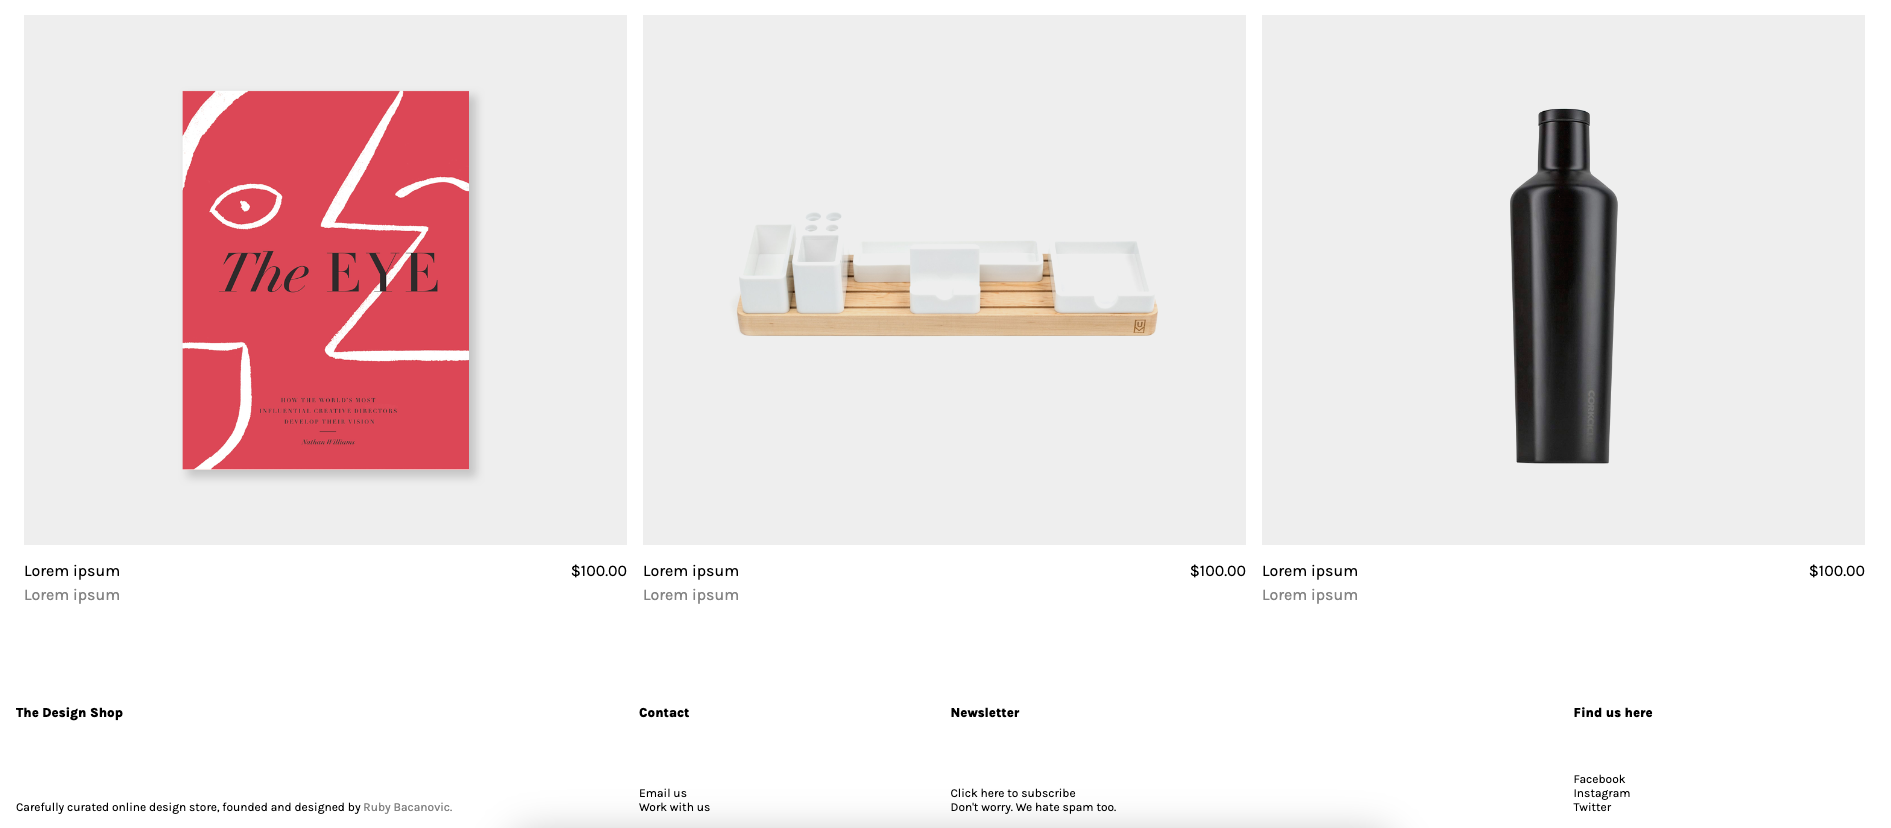 The EYE
HOW THE WORLD'S MOST
INFLUENTIAL CREATIVE DIRECTORS
DEVELOP THEIR VISION
Nathan Williams
CORKCICLE
Lorem ipsum
$100.00
Lorem ipsum
Lorem ipsum
$100.00
Lorem ipsum
Lorem ipsum
$100.00
Lorem ipsum
The Design Shop
Carefully curated online design store, founded and designed by Ruby Bacanovic.
Contact
Email us
Work with us
Newsletter
Click here to subscribe
Don't worry. We hate spam too.
Find us here
Facebook
Instagram
Twitter